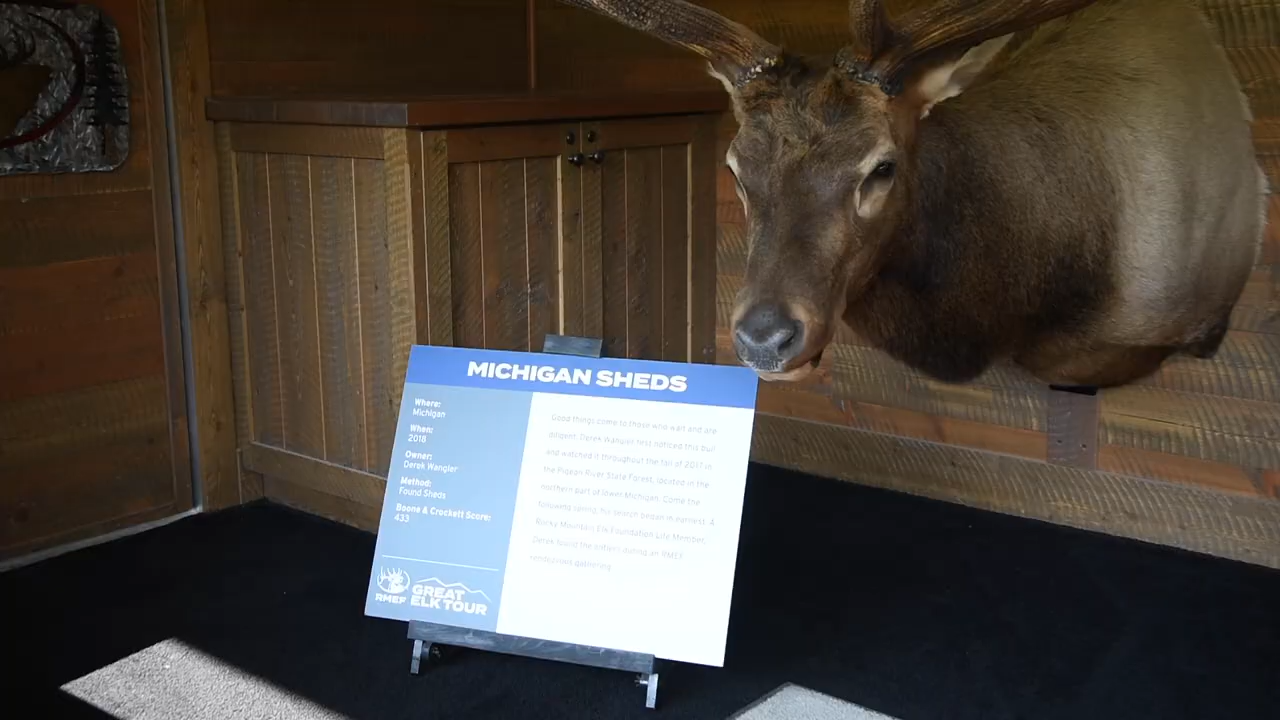 MICHIGAN SHEDS
Where:
Michigan
When:
2018
Owner:
Derek Wangler
Method:
Found Sheds
Boone & Crockett Score:
433
RMEF
GREAT
ELK TOUR
Good things come to those who wait and are
diligent. Derek Wangler first noticed this bull
and watched it throughout the fall of 2017 in
the Pigeon River State Forest, located in the
northern part of lower Michigan. Come the
following spring, his search began in earnest. A
Rocky Mountain Elk Foundation Life Member,
Derek found the antlers during an RMEF
rendezvous gathering.